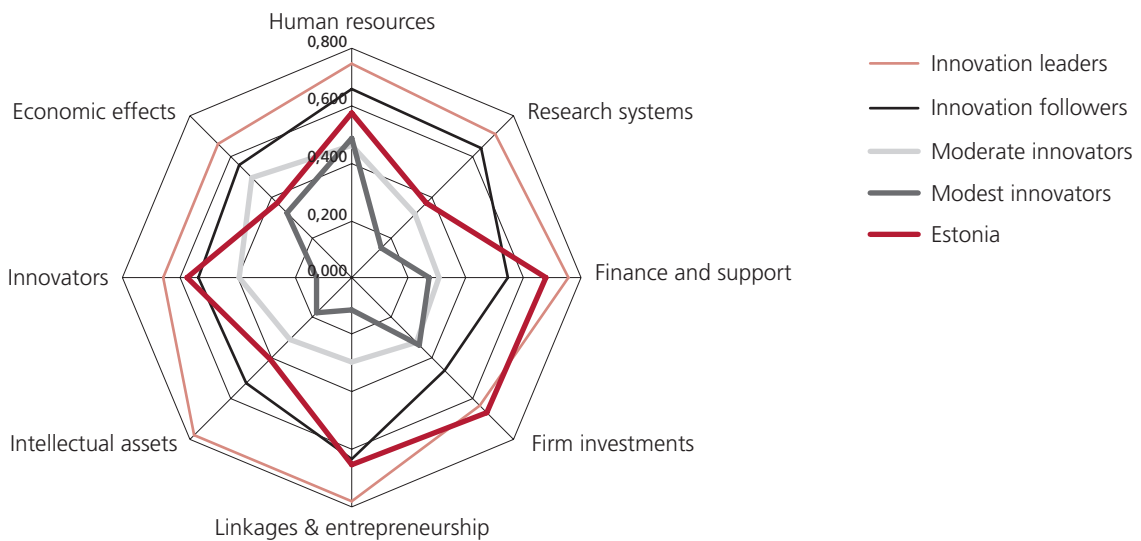 Human resources
0,800
Innovation leaders
Economic effects
0,600
Research systems
Innovation followers
0,400
Moderate innovators
Modest innovators
0,200
Estonia
Innovators
0,000
Finance and support
Intellectual assets
Firm investments
Linkages & entrepreneurship